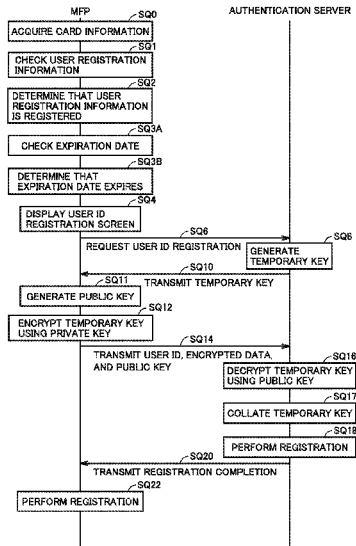 MFP
AUTHENTICATION SERVER
SQ0
ACQUIRE CARD INFORMATION
SQ1
CHECK USER REGISTRATION
INFORMATION
SQ2
DETERMINE THAT USER
REGISTRATION INFORMATION
IS REGISTERED
SQ3A
CHECK EXPIRATION DATE
SQ3B
DETERMINE THAT
EXPIRATION DATE EXPIRES
SQ4
DISPLAY USER ID
REGISTRATION SCREEN
SQ6
REQUEST USER ID REGISTRATION
SQ6
GENERATE
TEMPORARY KEY
SQ10
TRANSMIT TEMPORARY KEY
SQ11
GENERATE PUBLIC KEY
SQ12
ENCRYPT TEMPORARY KEY
USING PRIVATE KEY
SQ14
TRANSMIT USER ID, ENCRYPTED DATA,
AND PUBLIC KEY
SQ16
DECRYPT TEMPORARY KEY
USING PUBLIC KEY
SQ17
COLLATE TEMPORARY KEY
SQ18
PERFORM REGISTRATION
SQ20
TRANSMIT REGISTRATION COMPLETION
SQ22
PERFORM REGISTRATION